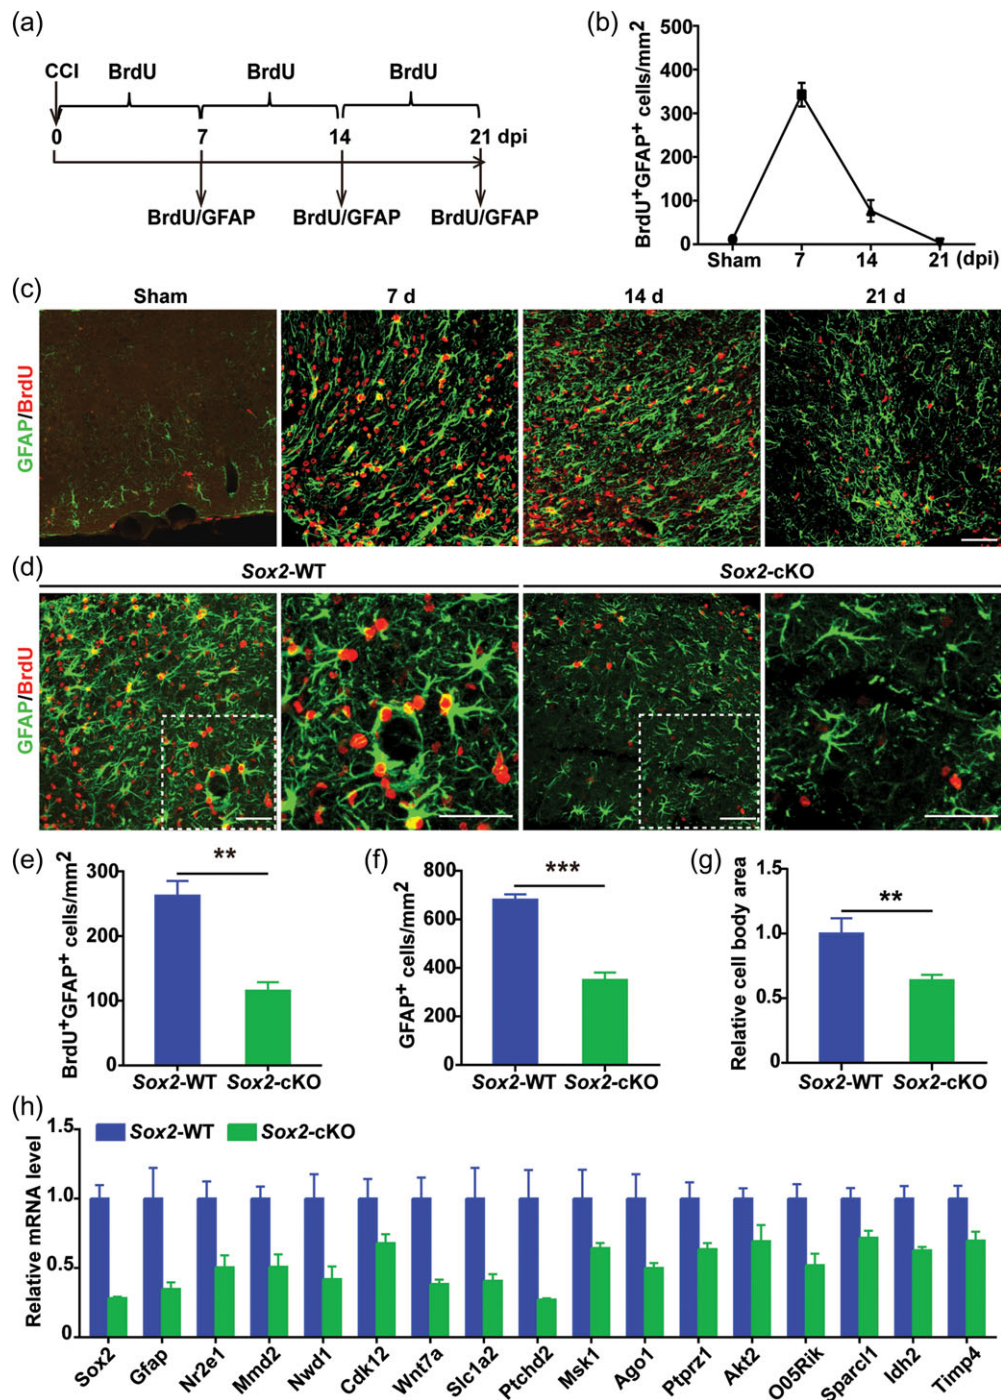 (a)
CCI BrdU BrdU BrdU
0 7 14 21 dpi
BrdU/GFAP BrdU/GFAP BrdU/GFAP
(b)
BrdU⁺GFAP⁺ cells/mm²
500
400
300
200
100
0
Sham 7 14 21 (dpi)
(c)
Sham 7 d 14 d 21 d
GFAP/BrdU
(d)
Sox2-WT Sox2-cKO
GFAP/BrdU
(e)
BrdU⁺GFAP⁺ cells/mm²
300
200
100
0
**
Sox2-WT Sox2-cKO
(f)
GFAP⁺ cells/mm²
800
600
400
200
0
***
Sox2-WT Sox2-cKO
(g)
Relative cell body area
1.5
1.0
0.5
0
**
Sox2-WT Sox2-cKO
(h)
Relative mRNA level
1.5
1.0
0.5
0
Sox2-WT Sox2-cKO
Sox2 Gfap Nr2e1 Mmd2 Nwd1 Cdk12 Wnt7a Slc1a2 Ptchd2 Msk1 Ago1 Ptprz1 Akt2 O05Rik Sparcl1 Idh2 Timp4